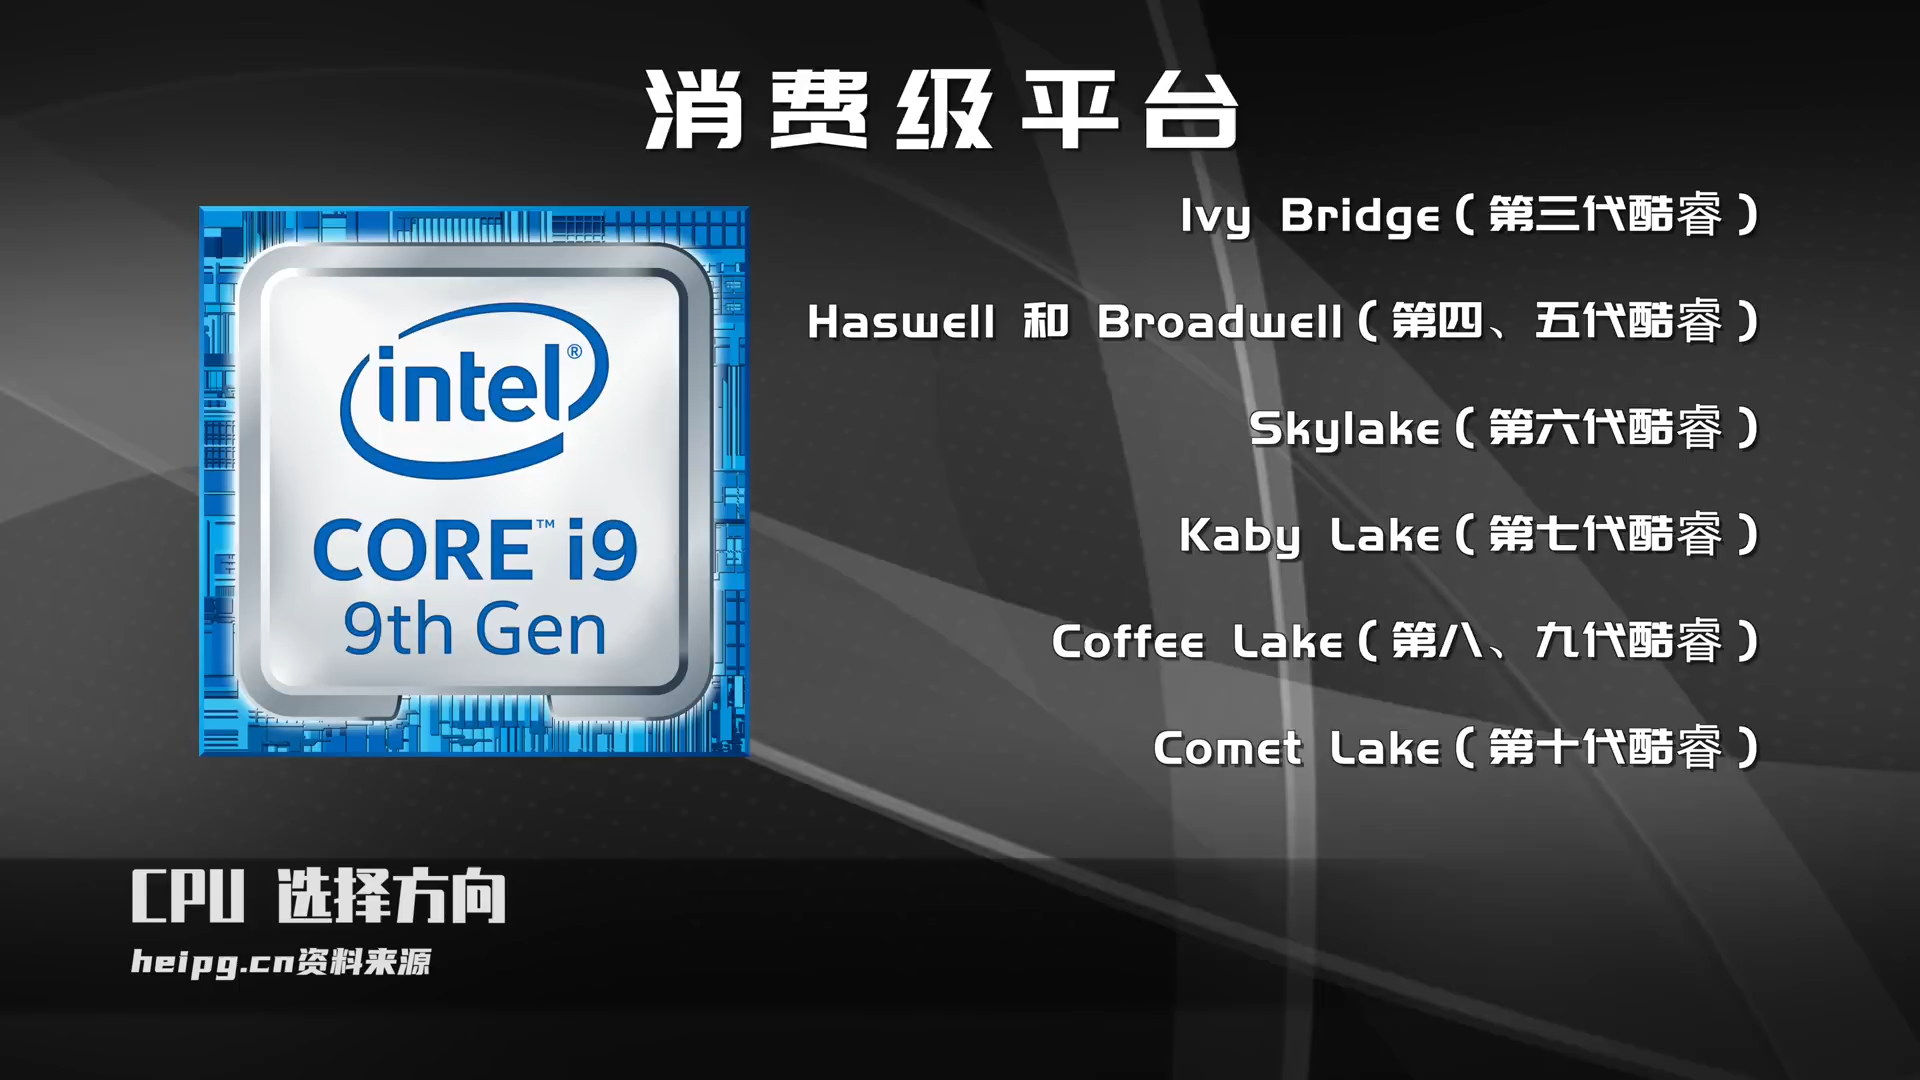 消费级平台
Ivy Bridge(第三代酷睿)
Haswell 和 Broadwell(第四、五代酷睿)
Skylake(第六代酷睿)
Kaby Lake(第七代酷睿)
Coffee Lake(第八、九代酷睿)
Comet Lake(第十代酷睿)
intel®
CORE™ i9
9th Gen
CPU 选择方向
heipg.cn资料来源